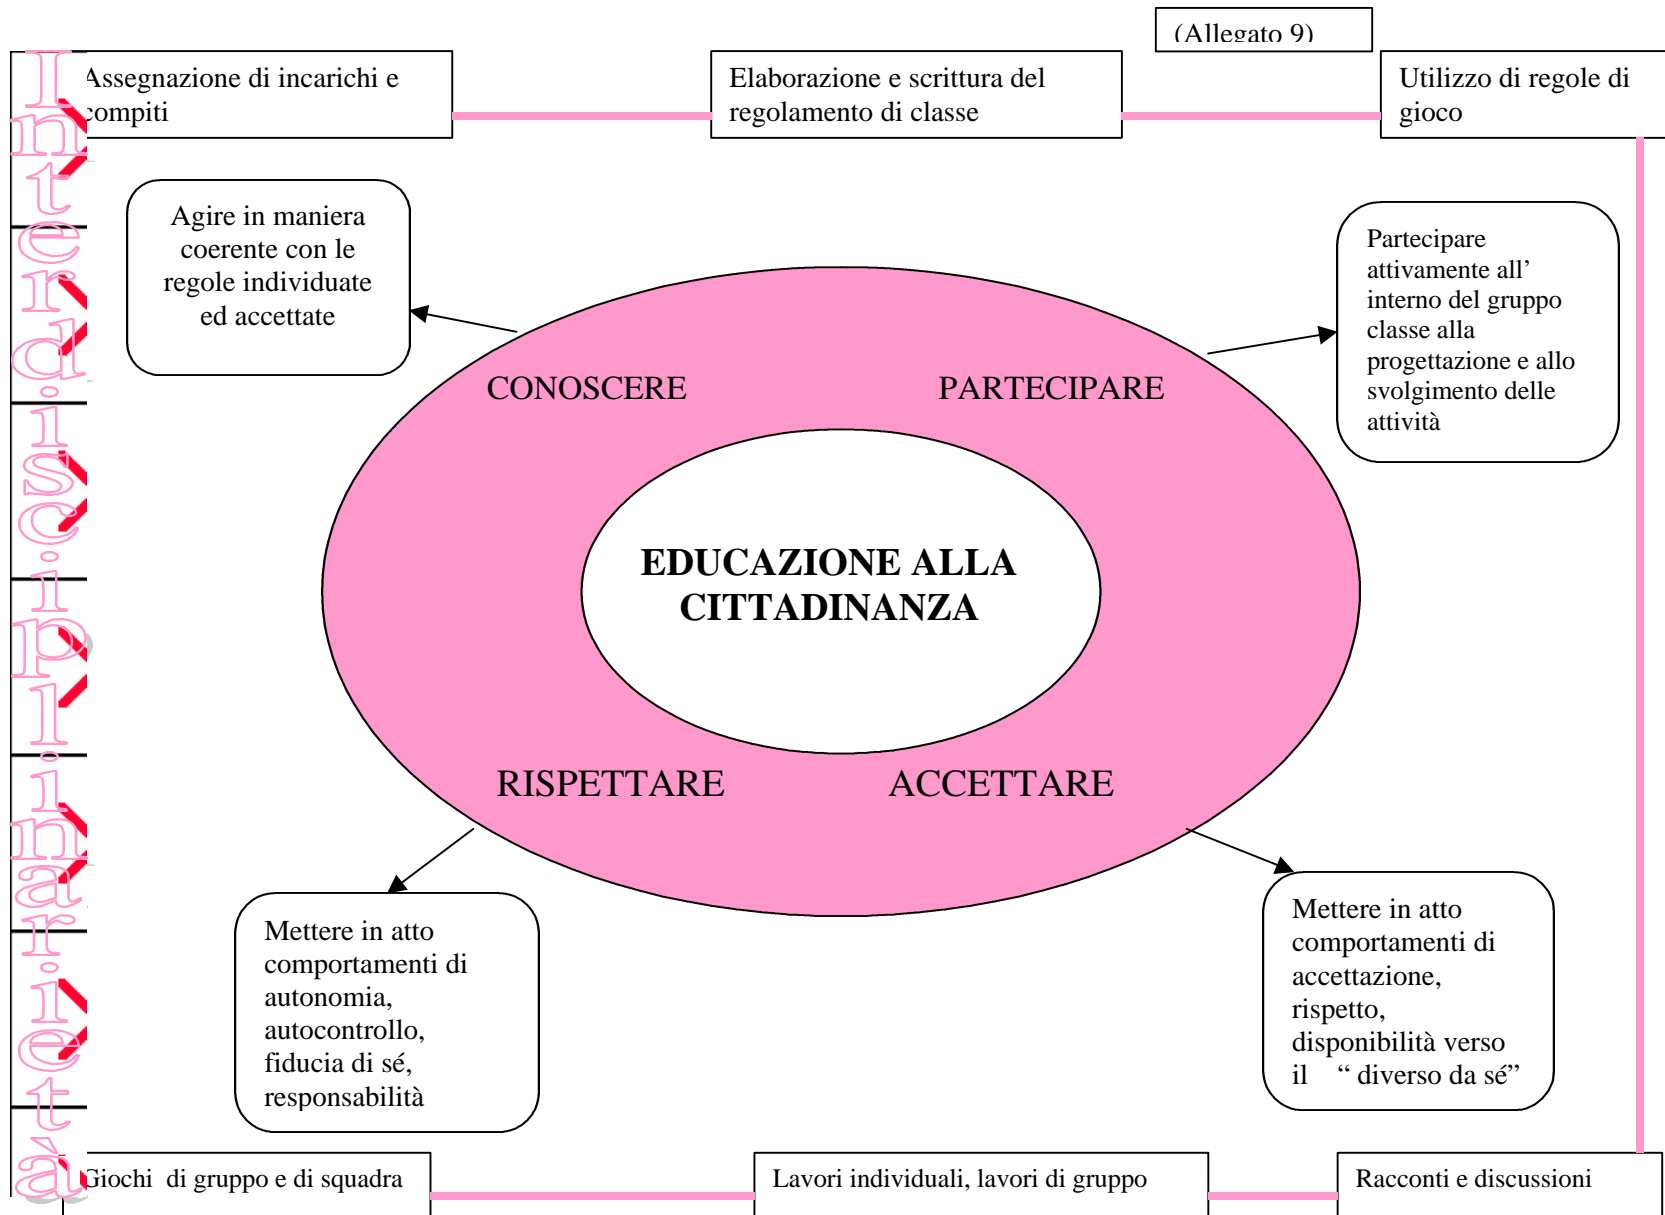 (Allegato 9)
Interdisciplinarietà
Assegnazione di incarichi e
compiti
Elaborazione e scrittura del
regolamento di classe
Utilizzo di regole di
gioco
Agire in maniera
coerente con le
regole individuate
ed accettate
Partecipare
attivamente all’
interno del gruppo
classe alla
progettazione e allo
svolgimento delle
attività
CONOSCERE
PARTECIPARE
EDUCAZIONE ALLA
CITTADINANZA
RISPETTARE
ACCETTARE
Mettere in atto
comportamenti di
autonomia,
autocontrollo,
fiducia di sé,
responsabilità
Mettere in atto
comportamenti di
accettazione,
rispetto,
disponibilità verso
il “ diverso da sé”
Giochi di gruppo e di squadra
Lavori individuali, lavori di gruppo
Racconti e discussioni